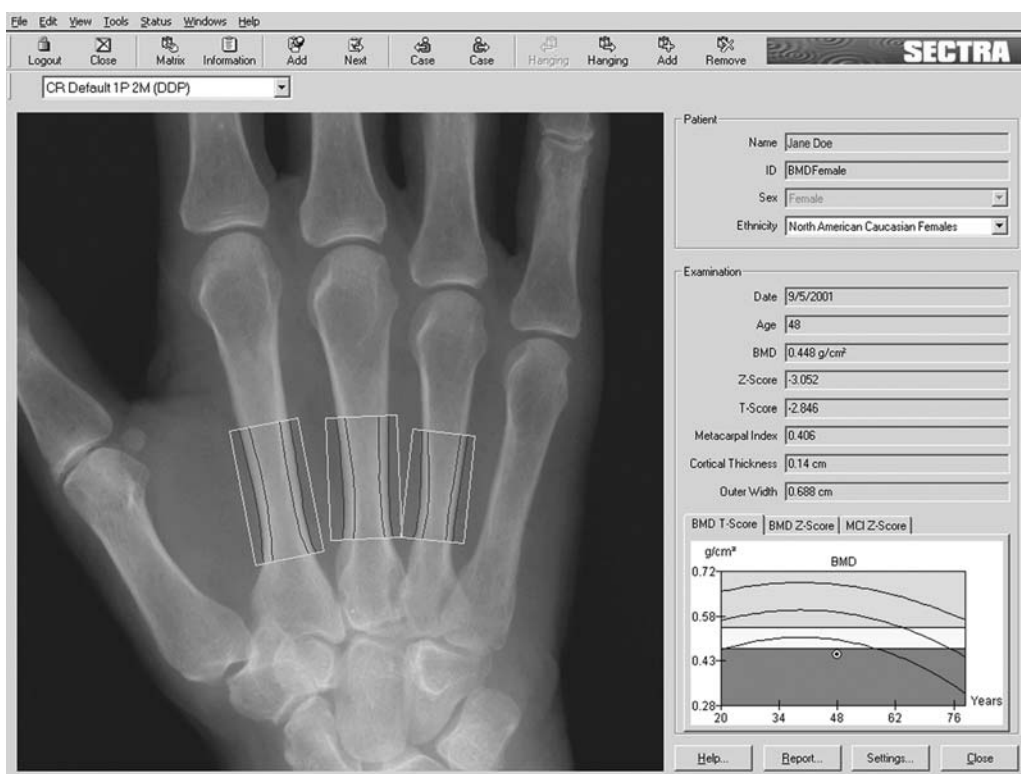 File Edit View Tools Status Windows Help
Logout Close Matrix Information Add Next Case Case Hanging Hanging Add Remove SECTRA
CR Default 1P 2M (DDP)
Patient
Name Jane Doe
ID BMDFemale
Sex Female
Ethnicity North American Caucasian Females
Examination
Date 9/5/2001
Age 48
BMD 0.448 g/cm²
Z-Score -3.052
T-Score -2.846
Metacarpal Index 0.406
Cortical Thickness 0.14 cm
Outer Width 0.688 cm
BMD T-Score BMD Z-Score MCI Z-Score
g/cm²
BMD
0.72
0.58
0.43
0.28
Years
20 34 48 62 76
Help... Report... Settings... Close